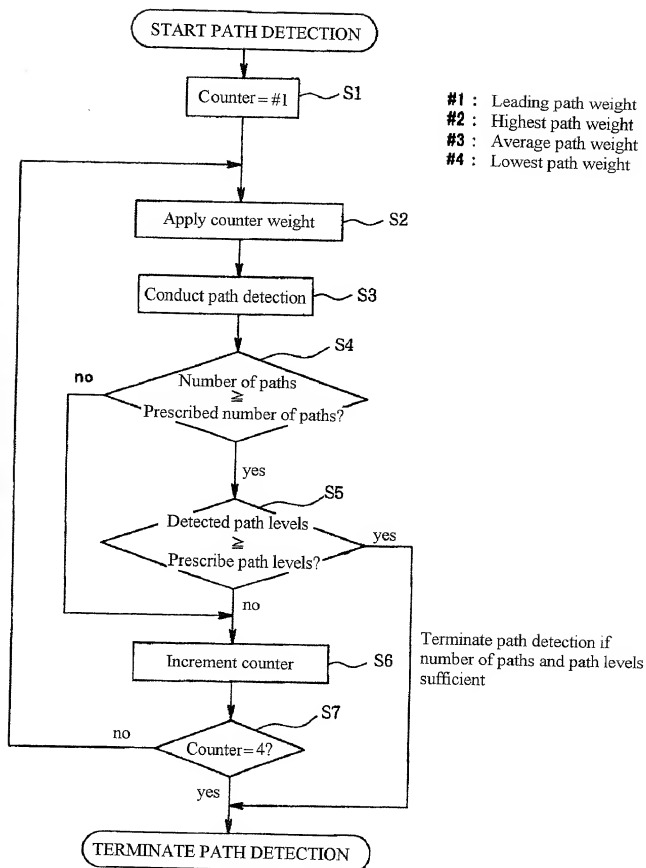 START PATH DETECTION
Counter = #1
S1
#1 : Leading path weight
#2 : Highest path weight
#3 : Average path weight
#4 : Lowest path weight
Apply counter weight
S2
Conduct path detection
S3
S4
no
Number of paths
≧
Prescribed number of paths?
yes
S5
Detected path levels
≧
Prescribe path levels?
yes
no
Terminate path detection if
number of paths and path levels
sufficient
Increment counter
S6
S7
no
Counter = 4?
yes
TERMINATE PATH DETECTION